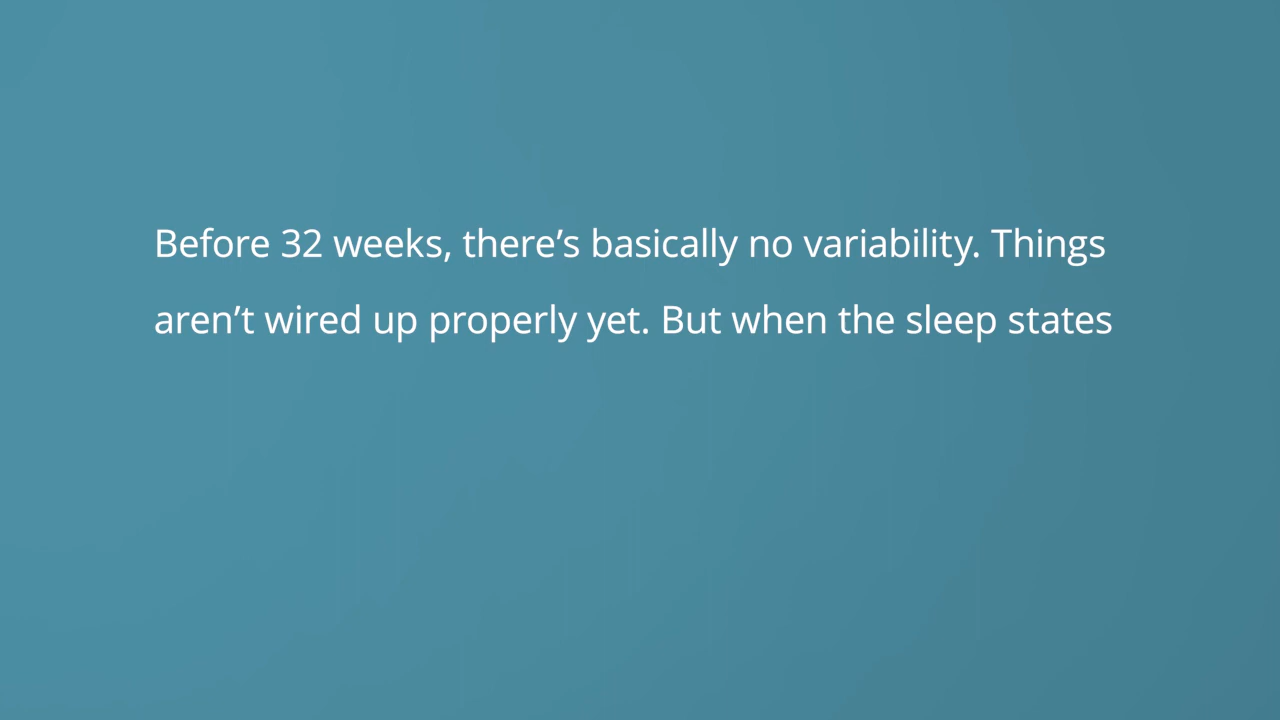 Before 32 weeks, there’s basically no variability. Things
aren’t wired up properly yet. But when the sleep states